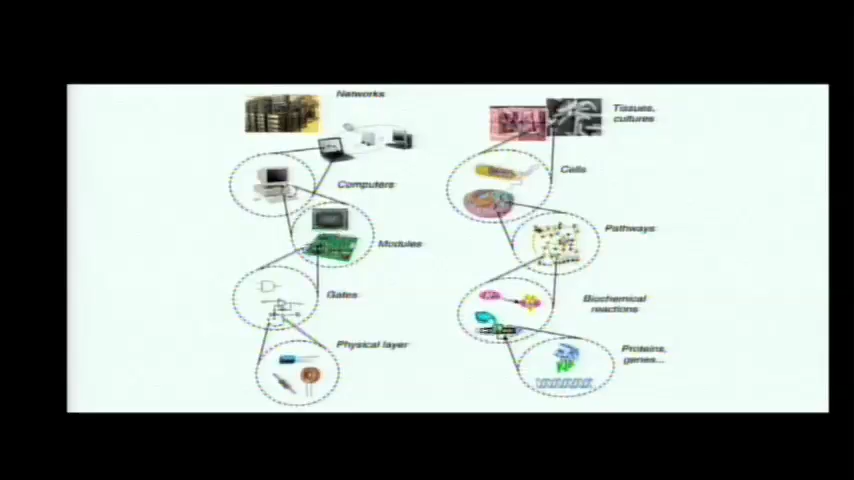 Networks
Computers
Modules
Gates
Physical layer
Tissues,
cultures
Cells
Pathways
Biochemical
reactions
Proteins,
genes...